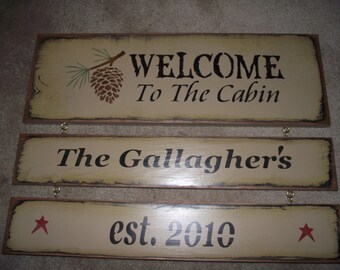 WELCOME
To The Cabin
The Gallagher's
est. 2010